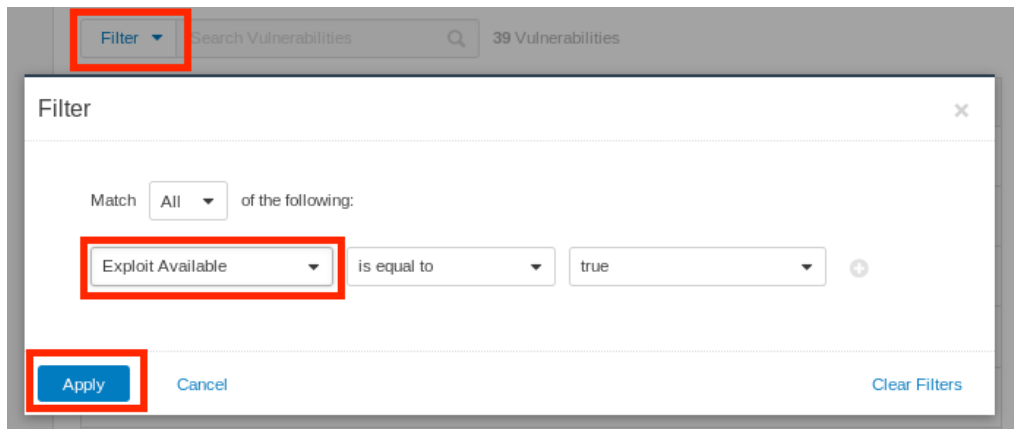 Filter Search Vulnerabilities 39 Vulnerabilities
Filter
Match All of the following:
Exploit Available is equal to true
Apply Cancel Clear Filters